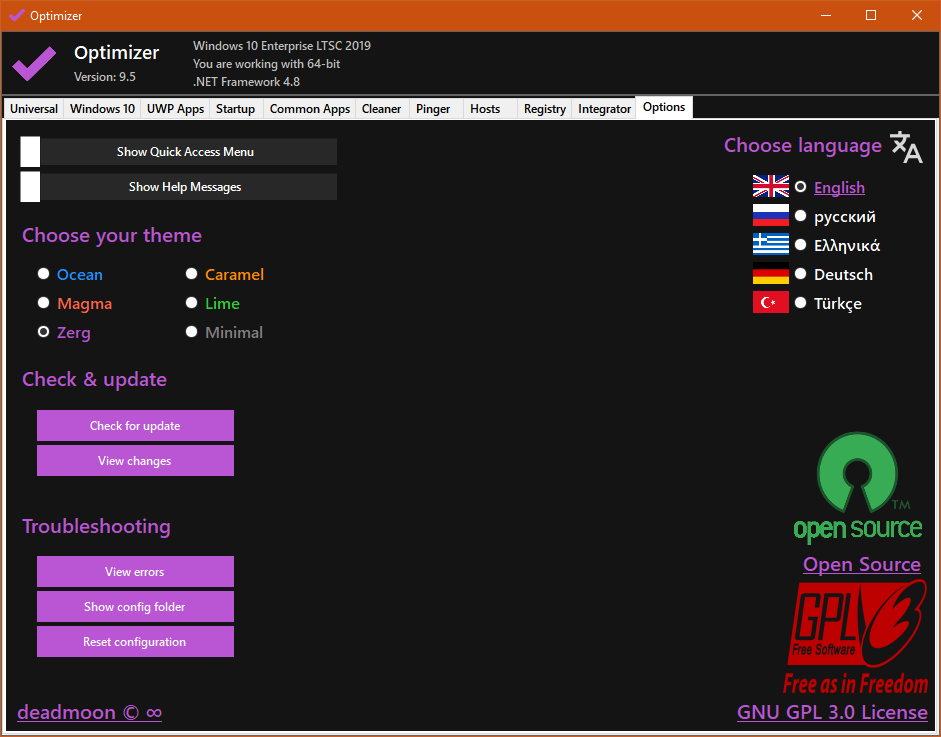 Optimizer
Optimizer
Version: 9.5
Windows 10 Enterprise LTSC 2019
You are working with 64-bit
.NET Framework 4.8
Universal Windows 10 UWP Apps Startup Common Apps Cleaner Pinger Hosts Registry Integrator Options
Show Quick Access Menu
Show Help Messages
Choose your theme
Ocean
Caramel
Magma
Lime
Zerg
Minimal
Check & update
Check for update
View changes
Troubleshooting
View errors
Show config folder
Reset configuration
deadmoon © ∞
Choose language 文A
English
русский
Ελληνικά
Deutsch
Türkçe
TM
open source
Open Source
GPL3
Free Software
Free as in Freedom
GNU GPL 3.0 License